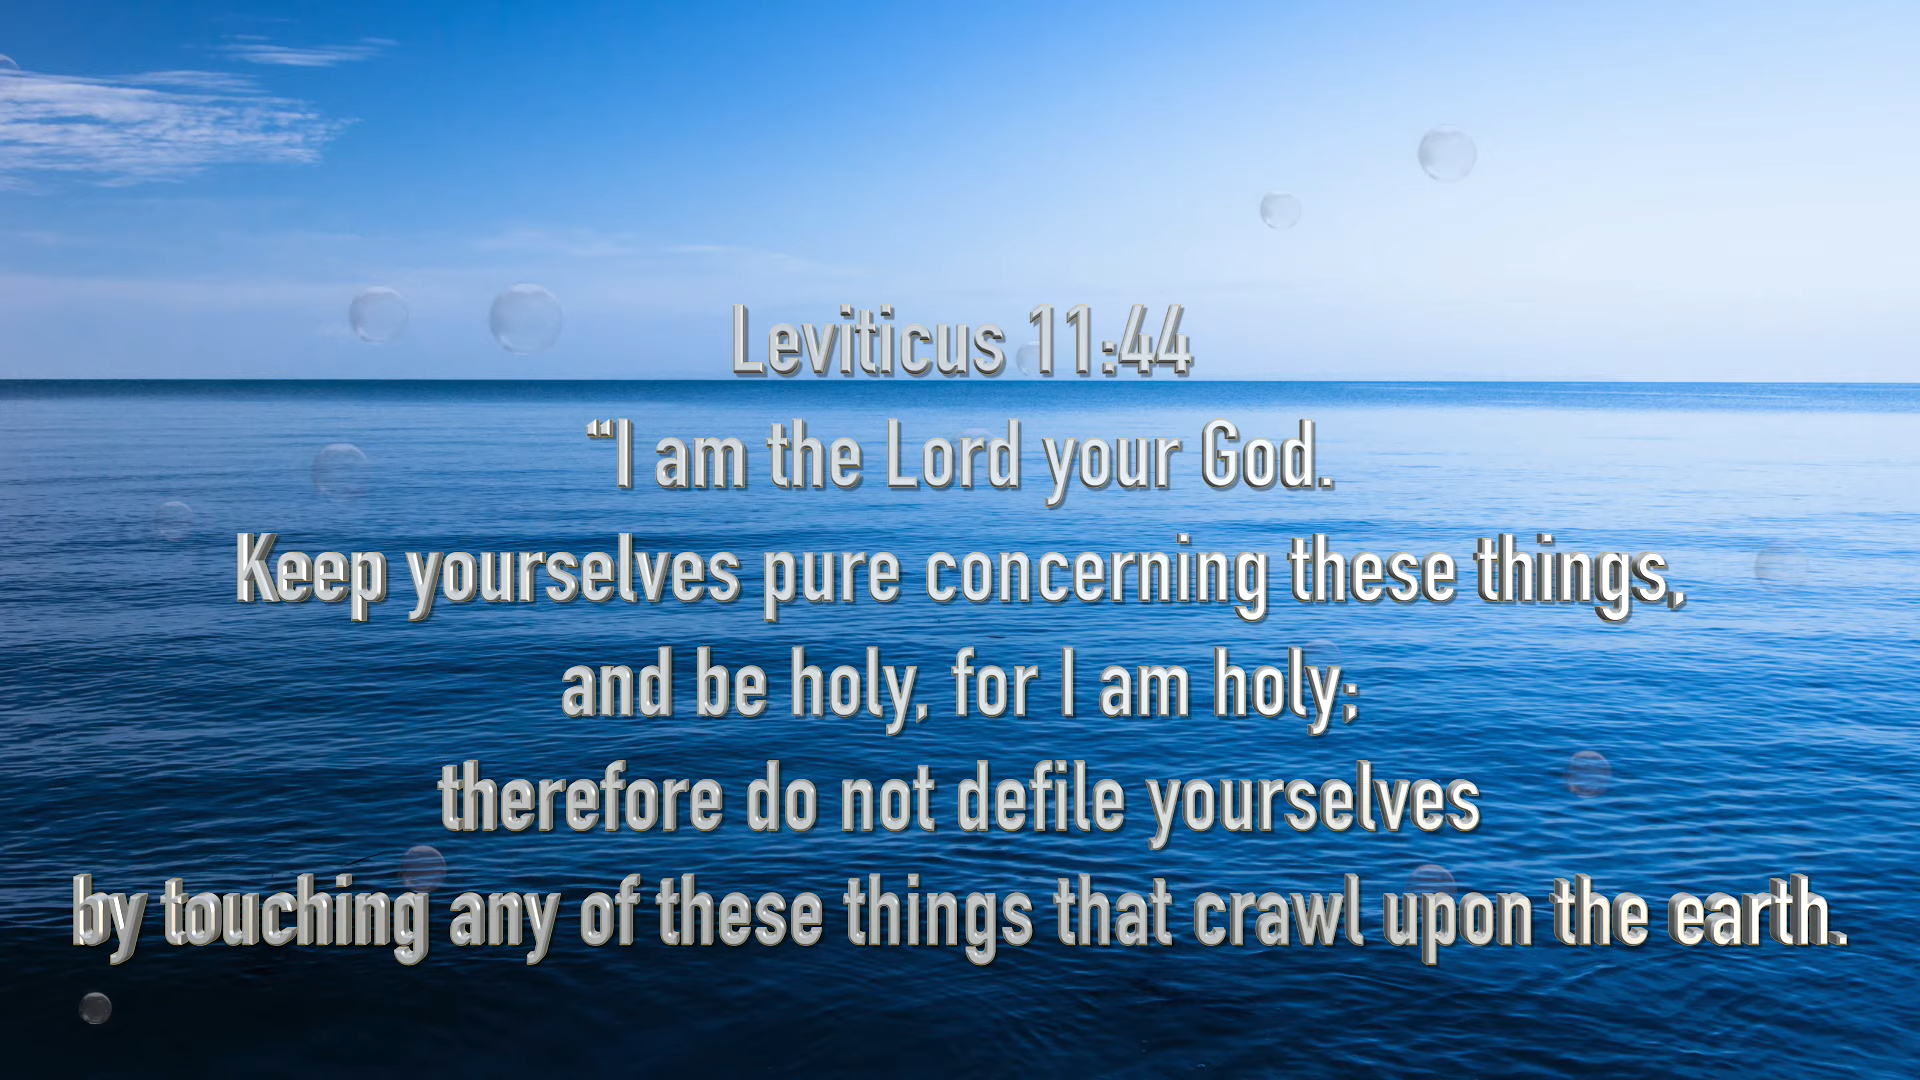 Leviticus 11:44
“I am the Lord your God.
Keep yourselves pure concerning these things,
and be holy, for I am holy;
therefore do not defile yourselves
by touching any of these things that crawl upon the earth.